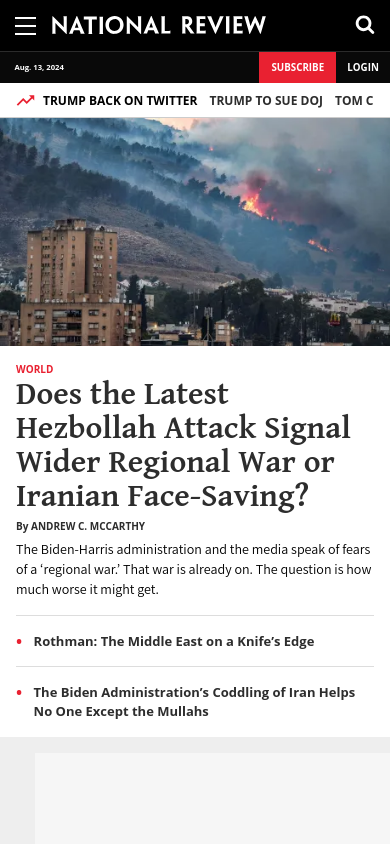 NATIONAL REVIEW
Aug. 13, 2024
SUBSCRIBE
LOGIN
TRUMP BACK ON TWITTER TRUMP TO SUE DOJ TOM C
WORLD
Does the Latest
Hezbollah Attack Signal
Wider Regional War or
Iranian Face-Saving?
By ANDREW C. MCCARTHY
The Biden-Harris administration and the media speak of fears
of a ‘regional war.’ That war is already on. The question is how
much worse it might get.
• Rothman: The Middle East on a Knife’s Edge
• The Biden Administration’s Coddling of Iran Helps
No One Except the Mullahs